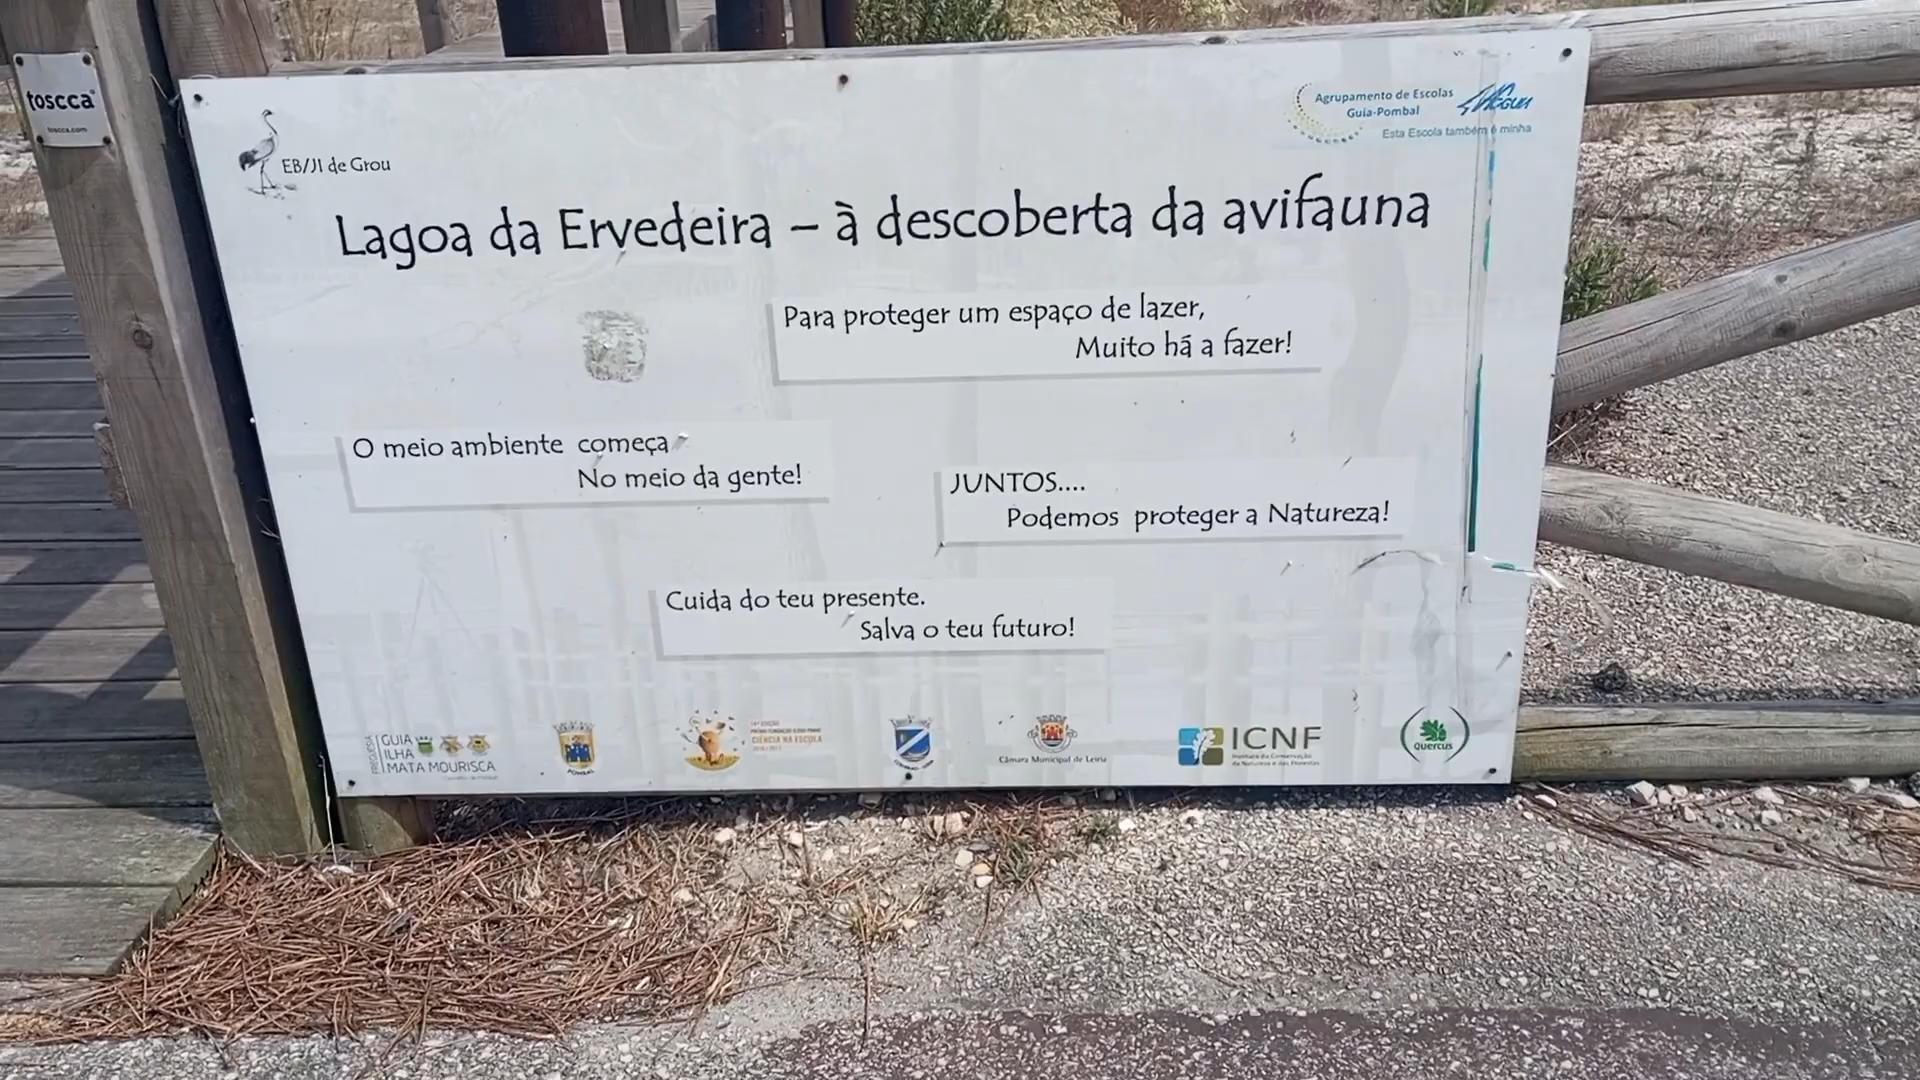 toscca
toscca.com
EB/JI de Grou
Agrupamento de Escolas
Guia-Pombal
Esta Escola também é minha
Lagoa da Ervedeira – à descoberta da avifauna
Para proteger um espaço de lazer,
Muito há a fazer!
O meio ambiente começa
No meio da gente!
JUNTOS....
Podemos proteger a Natureza!
Cuida do teu presente.
Salva o teu futuro!
FREGUESIA
GUIA
ILHA
MATA MOURISCA
POMBAL
CIÊNCIA NA ESCOLA
Câmara Municipal de Leiria
ICNF
Instituto da Conservação
da Natureza e das Florestas
Quercus